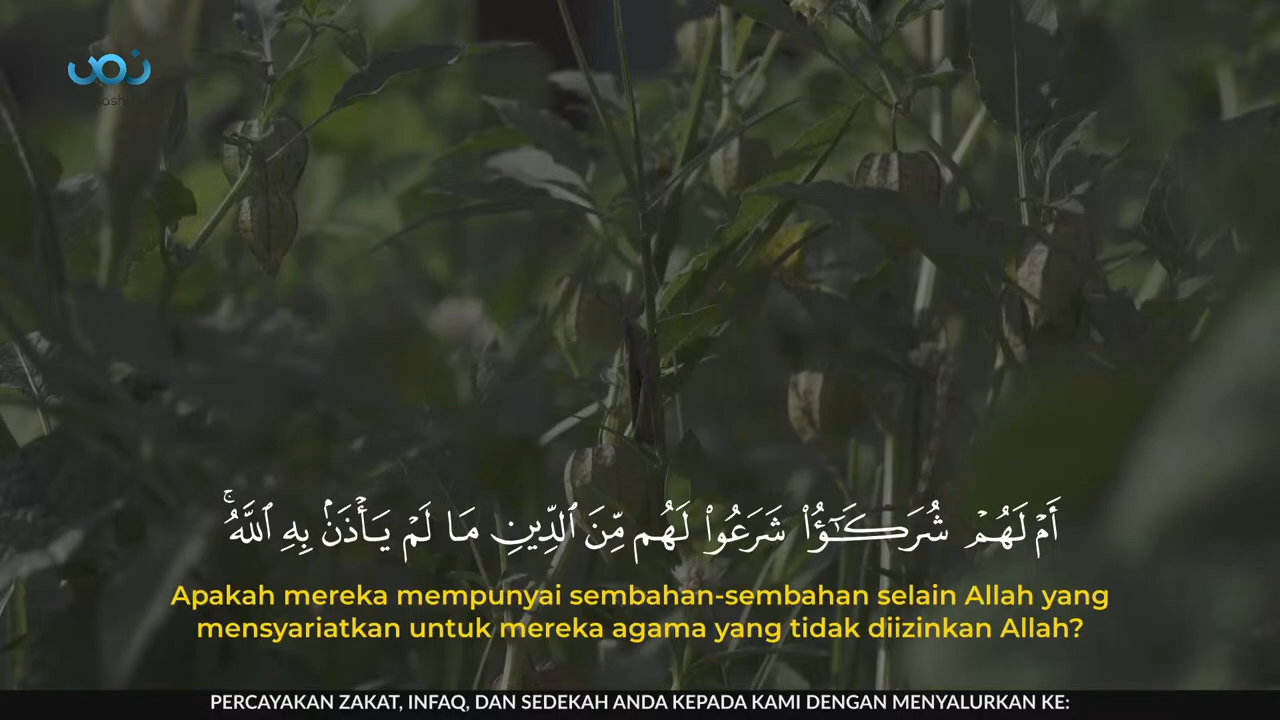 نص
أَمْ لَهُمْ شُرَكَـٰٓؤُا۟ شَرَعُوا۟ لَهُم مِّنَ ٱلدِّينِ مَا لَمْ يَأْذَنۢ بِهِ ٱللَّهُ ۚ
Apakah mereka mempunyai sembahan-sembahan selain Allah yang
mensyariatkan untuk mereka agama yang tidak diizinkan Allah?
PERCAYAKAN ZAKAT, INFAQ, DAN SEDEKAH ANDA KEPADA KAMI DENGAN MENYALURKAN KE: